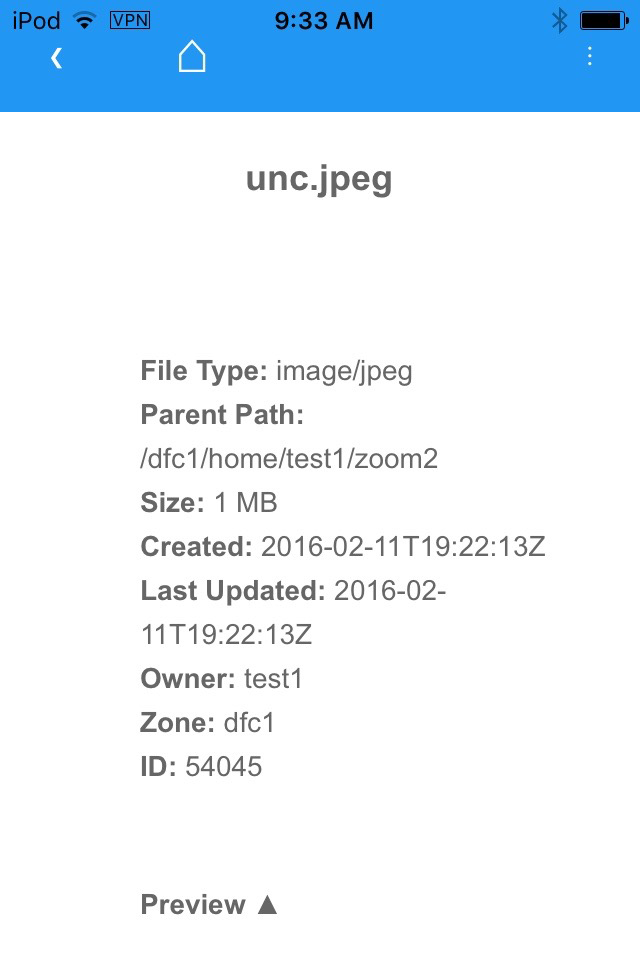 iPod VPN 9:33 AM
unc.jpeg
File Type: image/jpeg
Parent Path:
/dfc1/home/test1/zoom2
Size: 1 MB
Created: 2016-02-11T19:22:13Z
Last Updated: 2016-02-
11T19:22:13Z
Owner: test1
Zone: dfc1
ID: 54045
Preview ▲